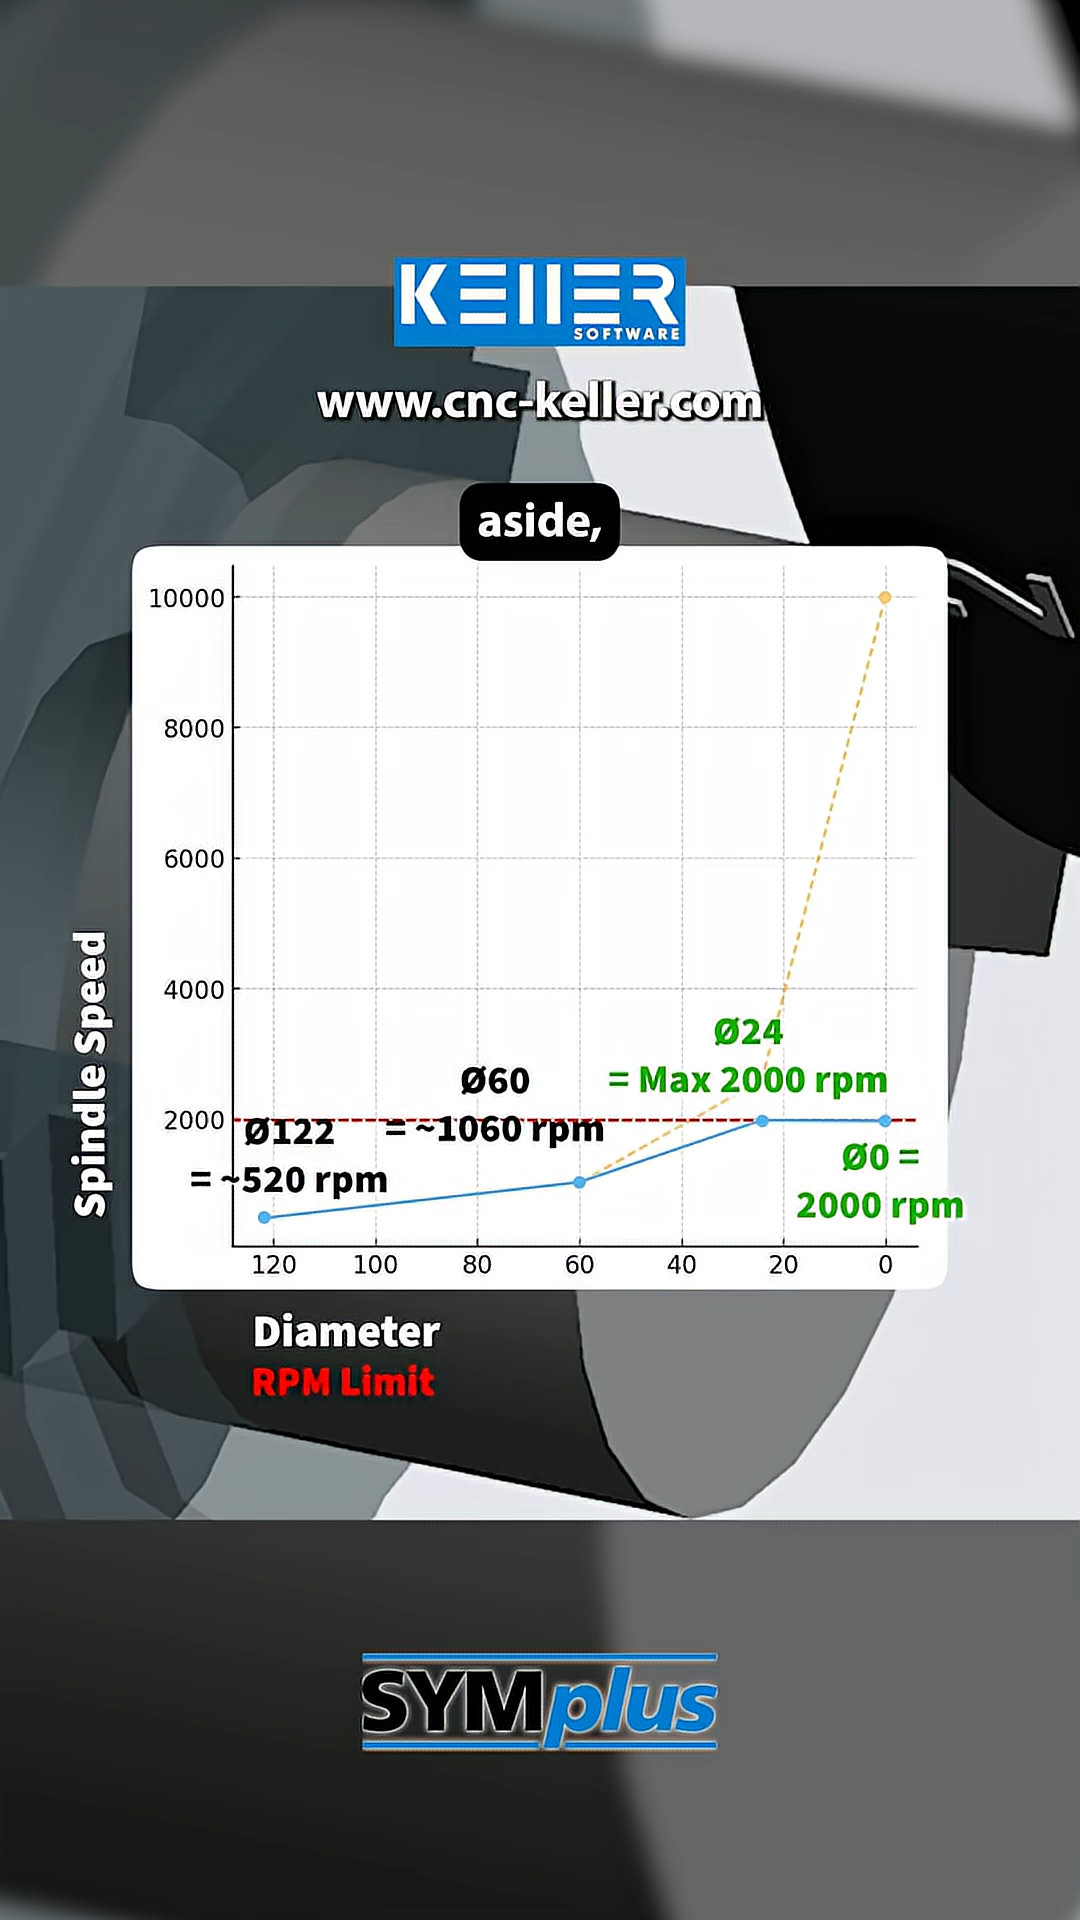 KELLER
SOFTWARE
www.cnc-keller.com
aside,
10000
8000
6000
4000
2000
Spindle Speed
Ø24
= Max 2000 rpm
Ø60
= ~1060 rpm
Ø122
= ~520 rpm
Ø0 =
2000 rpm
120 100 80 60 40 20 0
Diameter
RPM Limit
SYMplus